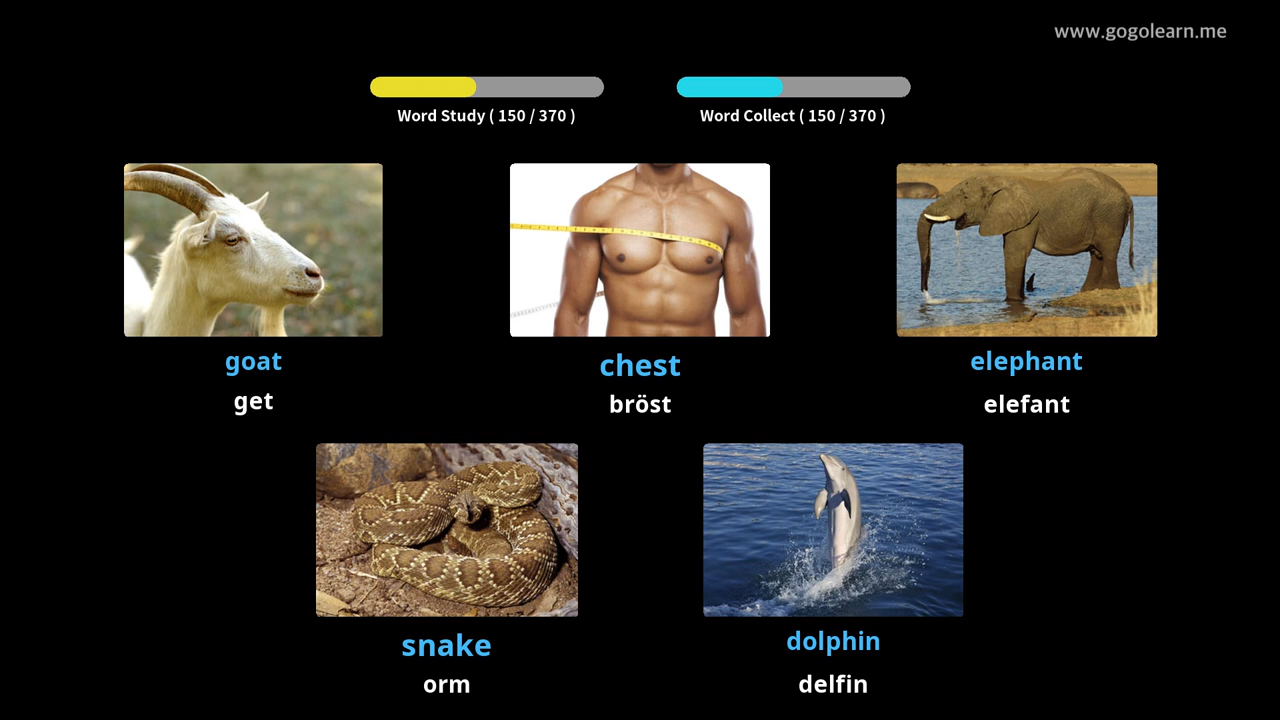 www.gogolearn.me
Word Study ( 150 / 370 )
Word Collect ( 150 / 370 )
goat
get
chest
bröst
elephant
elefant
snake
orm
dolphin
delfin